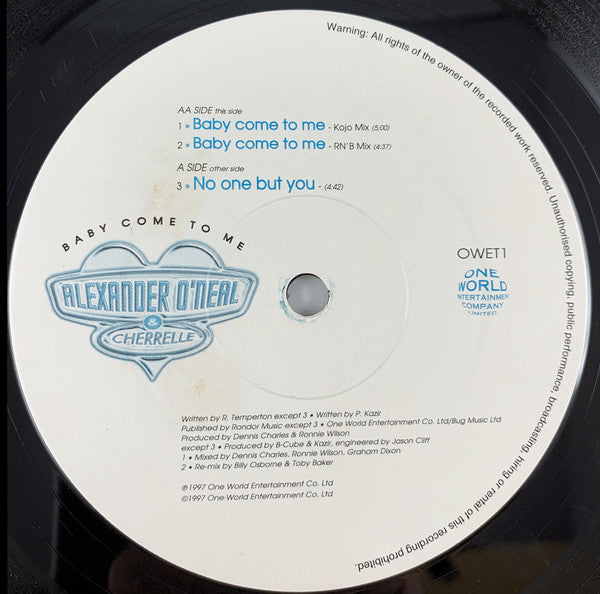 Warning: All rights of the owner of the recorded work reserved. Unauthorised copying, public performance, broadcasting, hiring or rental of this recording prohibited.
AA SIDE this side
1 • Baby come to me - Kojo Mix (5:00)
2 • Baby come to me - RN'B Mix (4:37)
A SIDE other side
3 • No one but you - (4:42)
BABY COME TO ME
ALEXANDER O'NEAL
&
CHERRELLE
OWET1
ONE
WORLD
ENTERTAINMENT
COMPANY
LIMITED
Written by R. Temperton except 3 • Written by P. Kazir
Published by Rondor Music except 3 • One World Entertainment Co. Ltd/Bug Music Ltd
Produced by Dennis Charles & Ronnie Wilson
except 3 • Produced by B-Cube & Kazir, engineered by Jason Cliff
1 • Mixed by Dennis Charles, Ronnie Wilson, Graham Dixon
2 • Re-mix by Billy Osborne & Toby Baker
℗1997 One World Entertainment Co. Ltd
©1997 One World Entertainment Co. Ltd